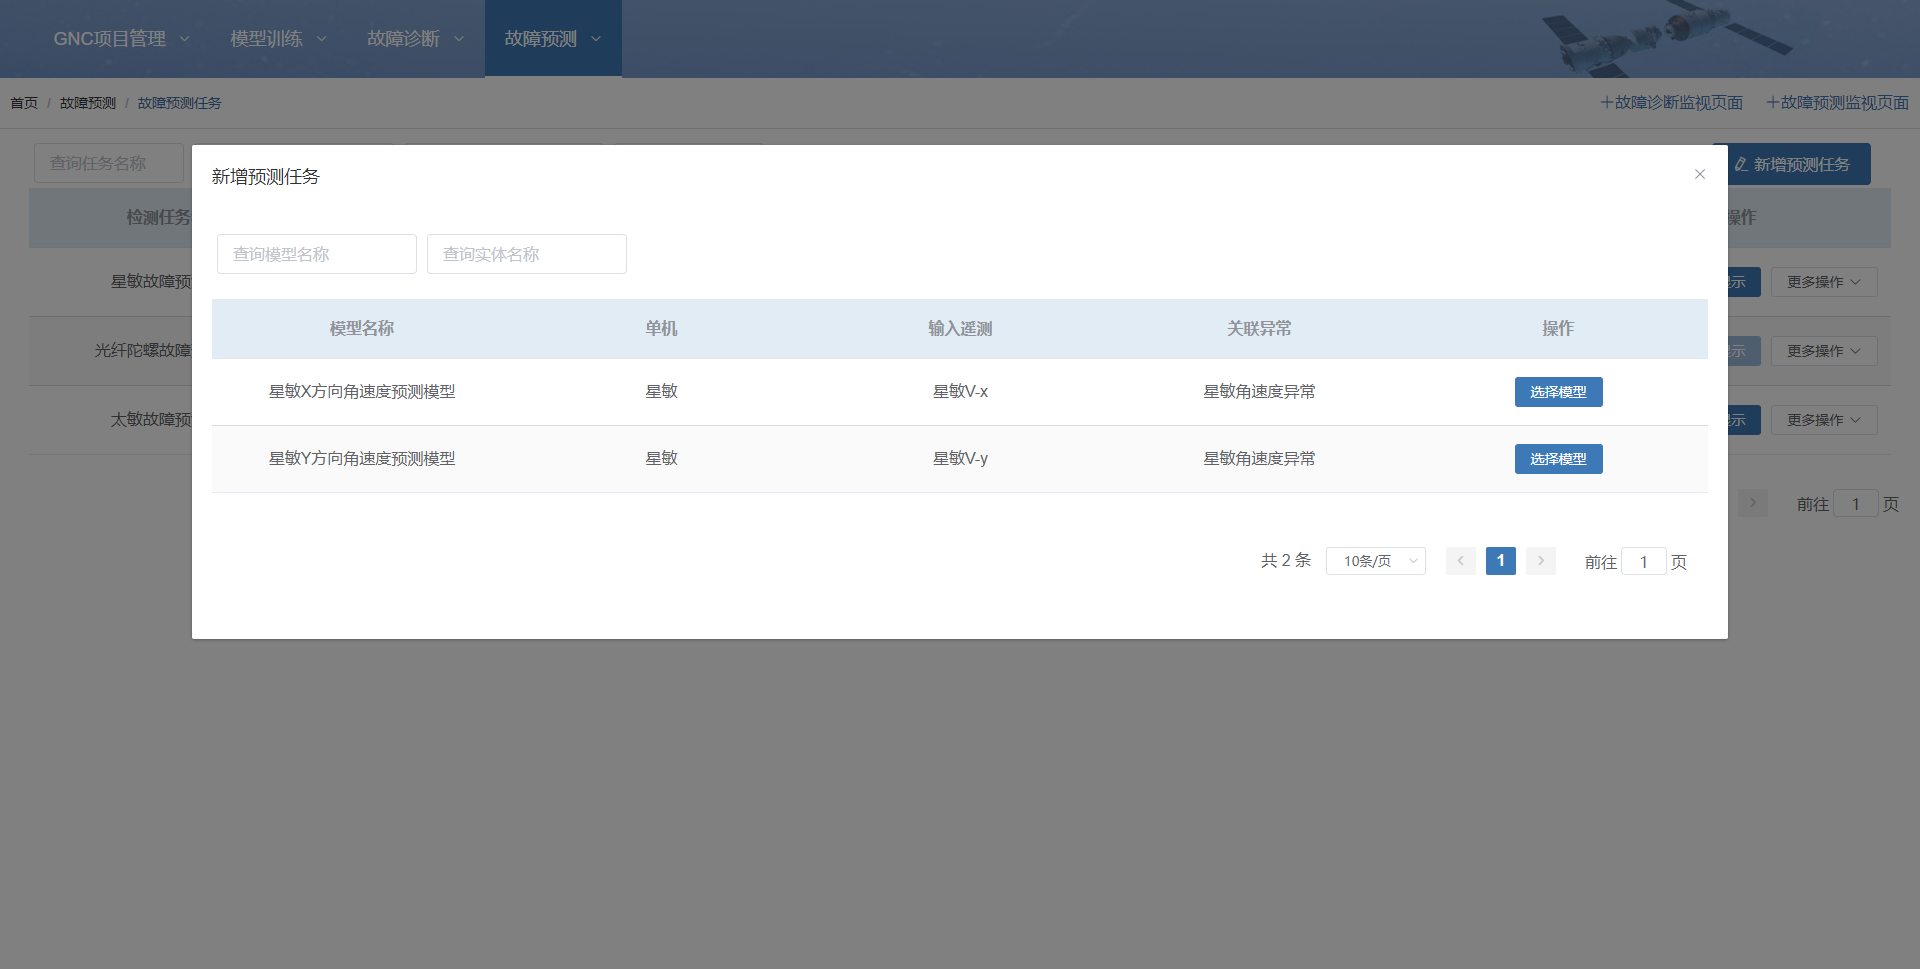 GNC项目管理 模型训练 故障诊断 故障预测
首页 / 故障预测 / 故障预测任务 +故障诊断监视页面 +故障预测监视页面
查询任务名称 新增预测任务
新增预测任务
检测任务 操作
查询模型名称 查询实体名称
星敏故障预 示 更多操作
模型名称 单机 输入遥测 关联异常 操作
光纤陀螺故障 示 更多操作
星敏X方向角速度预测模型 星敏 星敏V-x 星敏角速度异常 选择模型
太敏故障预 示 更多操作
星敏Y方向角速度预测模型 星敏 星敏V-y 星敏角速度异常 选择模型
前往 1 页
共 2 条 10条/页 1 前往 1 页